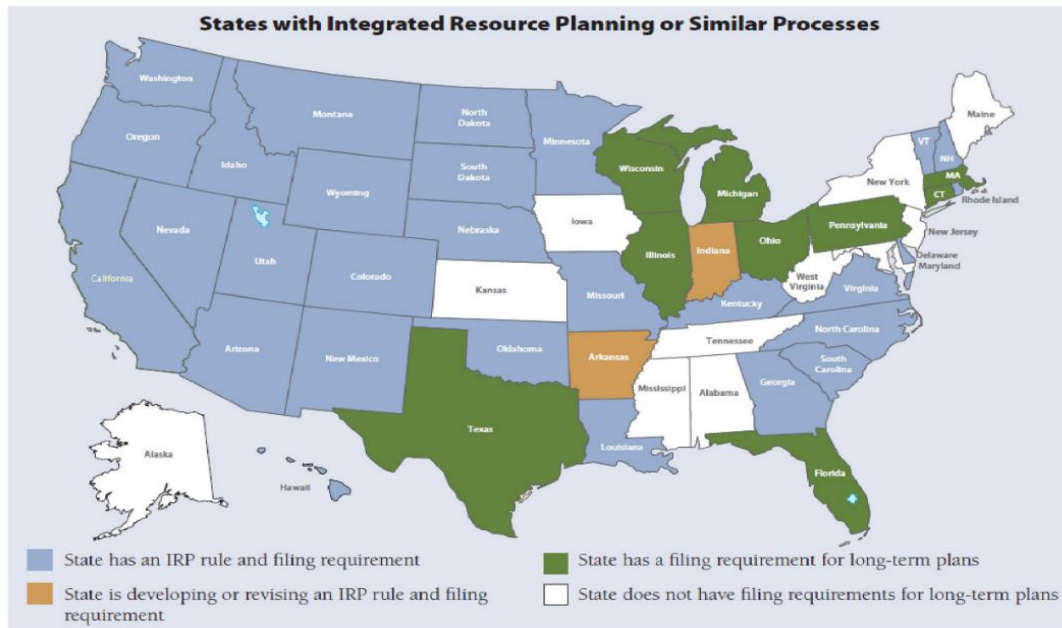 States with Integrated Resource Planning or Similar Processes
Washington
Montana
North
Dakota
Minnesota
Maine
Oregon
Idaho
South
Dakota
Wisconsin
Michigan
VT
NH
Wyoming
New York
MA
CT
Rhode Island
Nebraska
Iowa
Pennsylvania
New Jersey
Nevada
Utah
Colorado
Illinois
Indiana
Ohio
Delaware
Maryland
California
Kansas
Missouri
West
Virginia
Virginia
Kentucky
Arizona
New Mexico
Oklahoma
Arkansas
Tennessee
North Carolina
South
Carolina
Mississippi
Alabama
Georgia
Texas
Louisiana
Florida
Alaska
Hawaii
State has an IRP rule and filing requirement
State is developing or revising an IRP rule and filing
requirement
State has a filing requirement for long-term plans
State does not have filing requirements for long-term plans